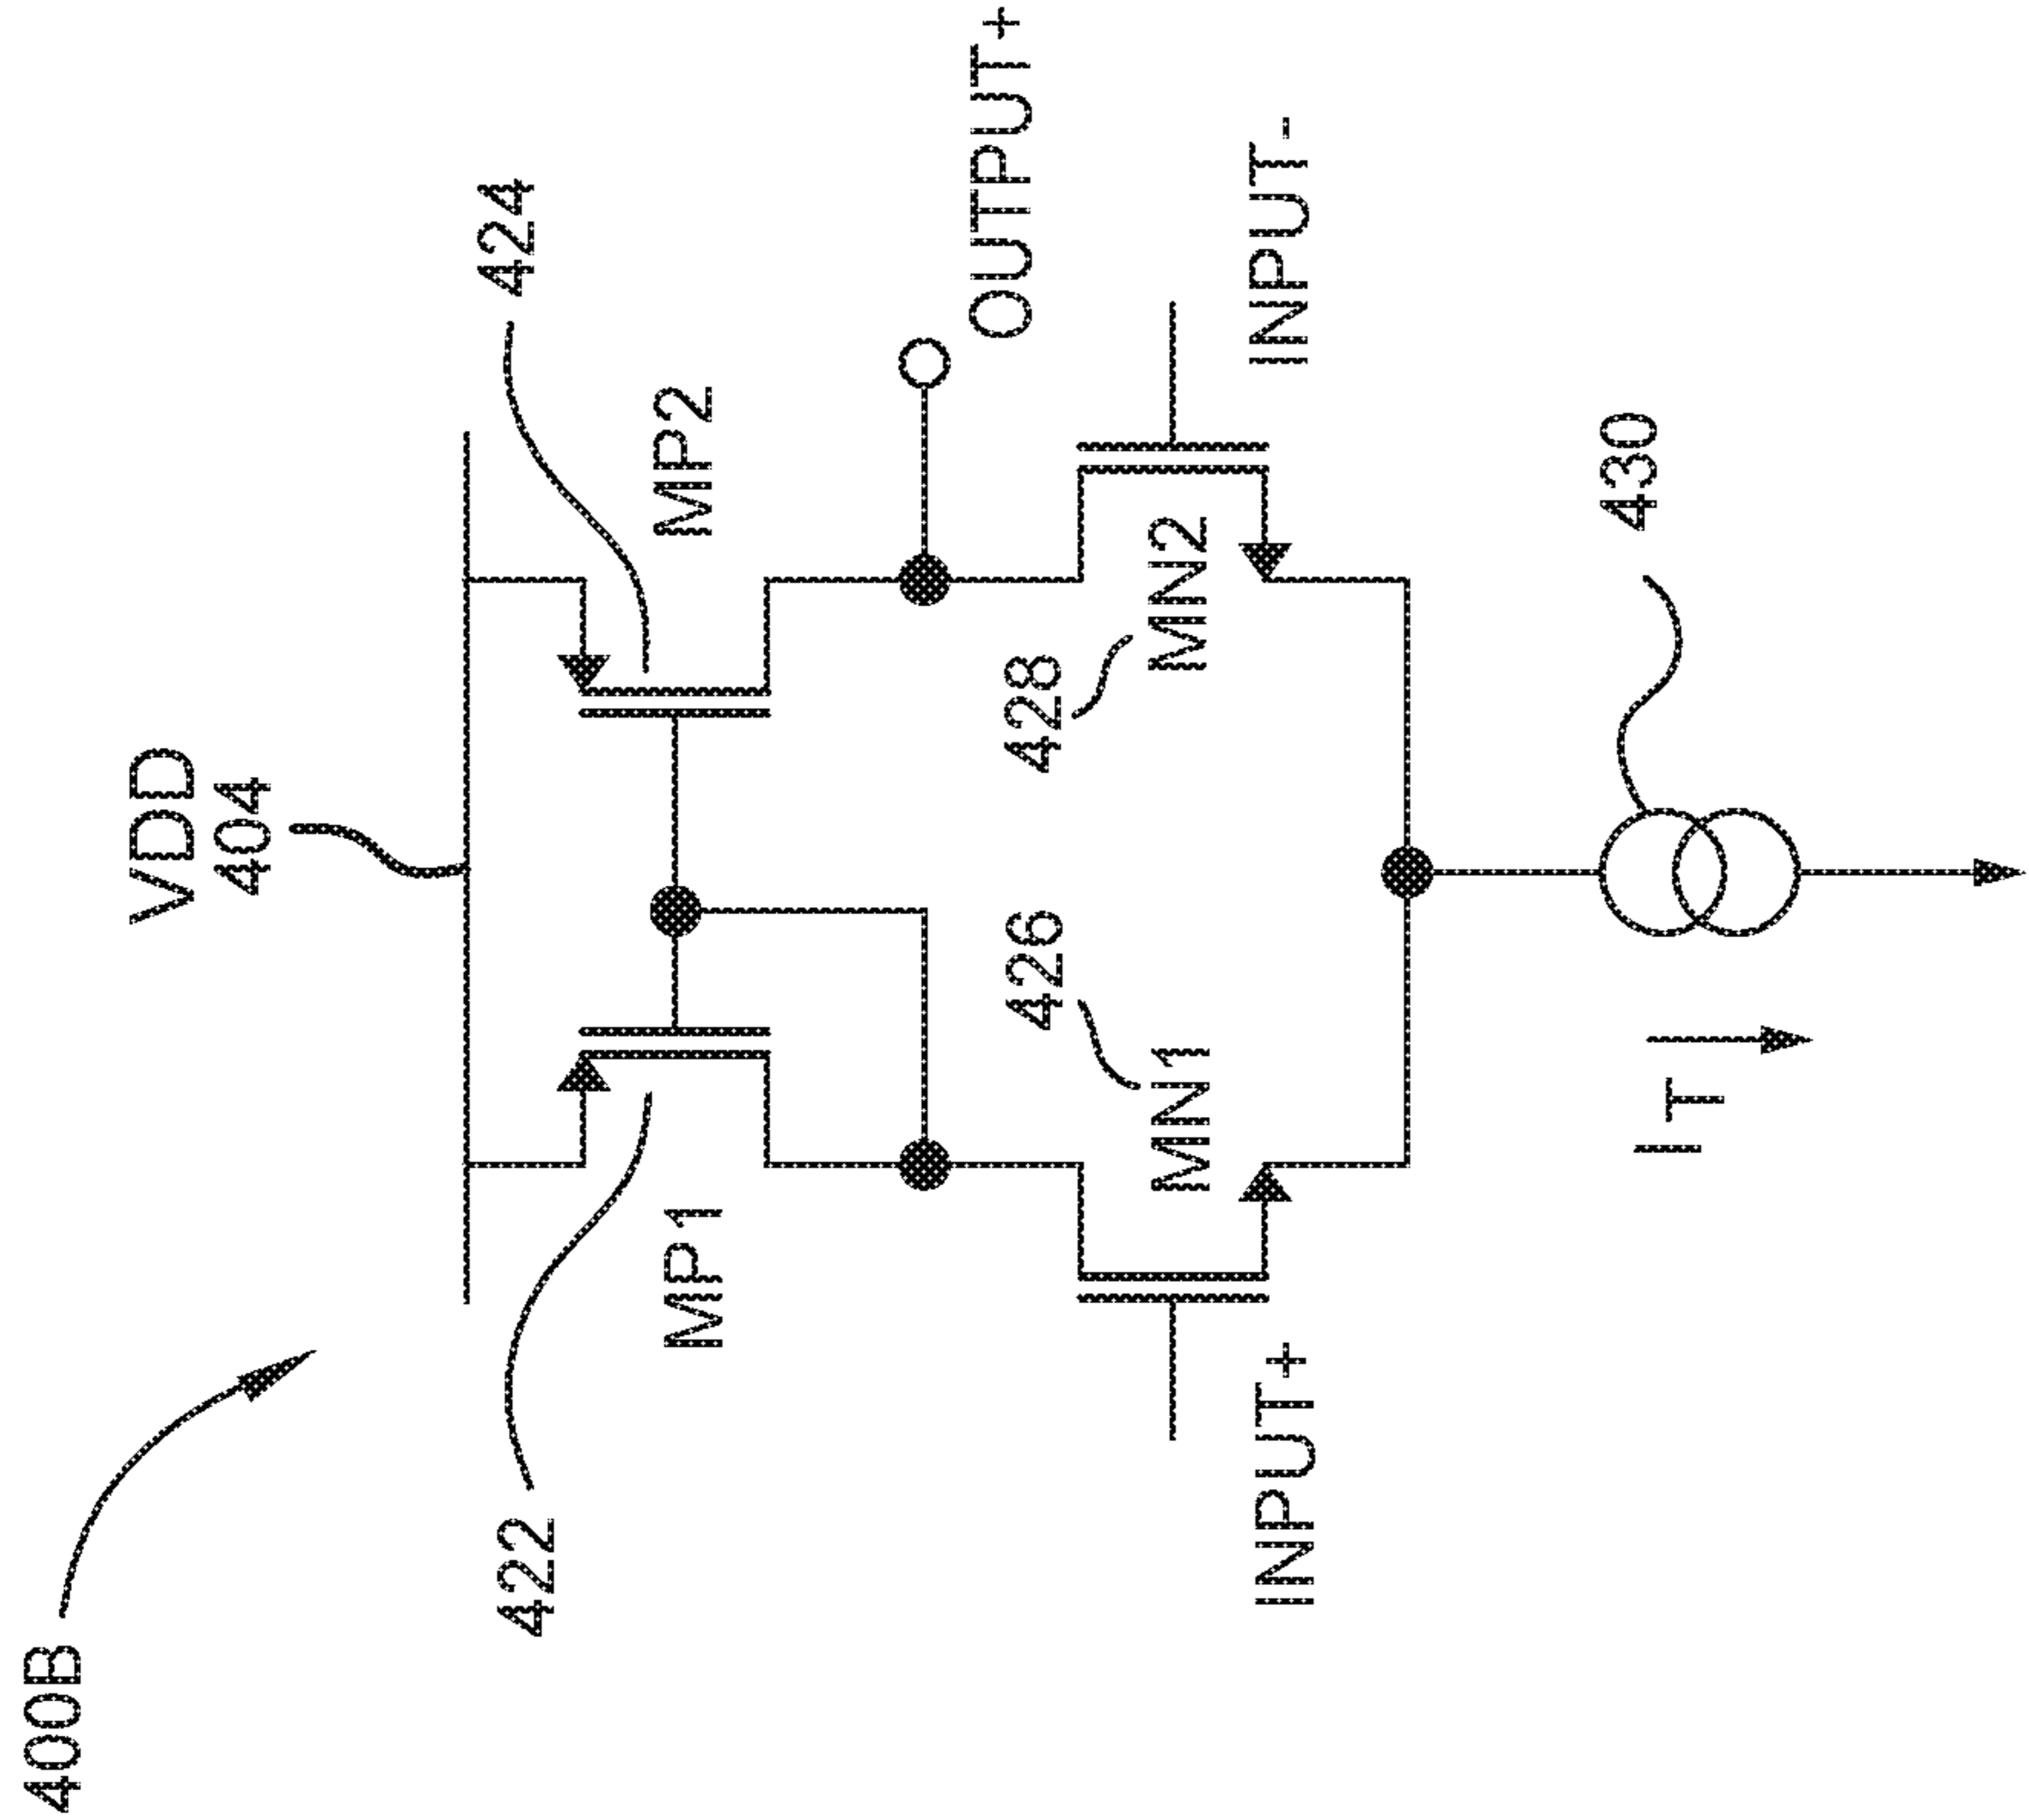 400B
VDD
404
422
424
MP1
MP2
OUTPUT+
426
428
MN1
MN2
INPUT+
INPUT-
IT
430